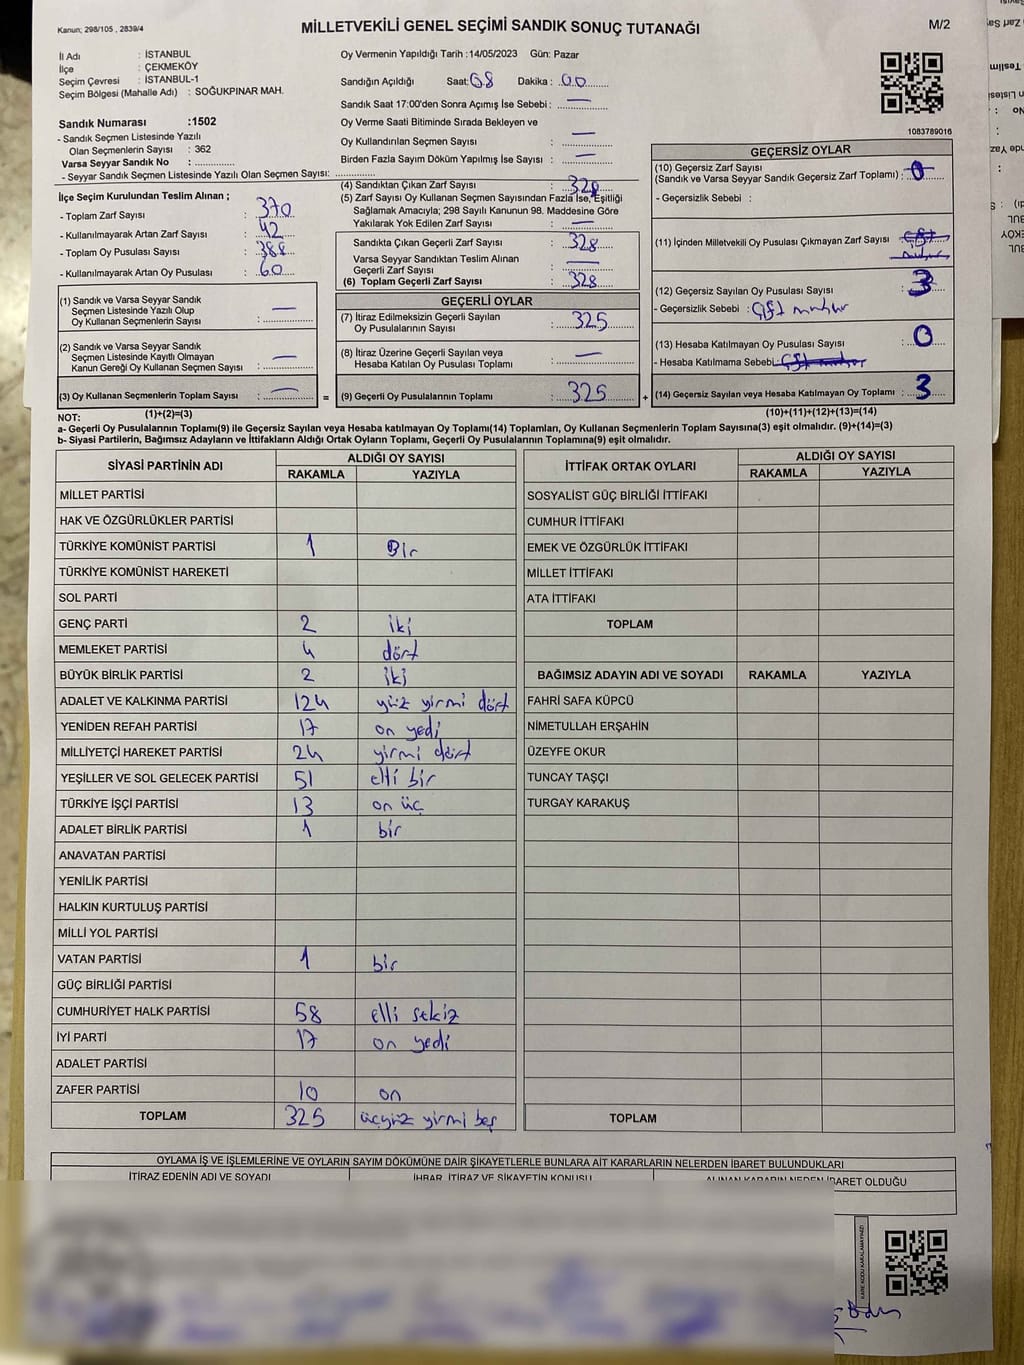 Kanun; 298/105 , 2839/4
MİLLETVEKİLİ GENEL SEÇİMİ SANDIK SONUÇ TUTANAĞI
M/2
İl Adı : İSTANBUL
İlçe : ÇEKMEKÖY
Seçim Çevresi : İSTANBUL-1
Seçim Bölgesi (Mahalle Adı) : SOĞUKPINAR MAH.
Sandık Numarası :1502
- Sandık Seçmen Listesinde Yazılı
Olan Seçmenlerin Sayısı : 362
Varsa Seyyar Sandık No :
- Seyyar Sandık Seçmen Listesinde Yazılı Olan Seçmen Sayısı:
Oy Vermenin Yapıldığı Tarih :14/05/2023 Gün: Pazar
Sandığın Açıldığı Saat: 08 Dakika : 00
Sandık Saat 17:00'den Sonra Açımış İse Sebebi : —
Oy Verme Saati Bitiminde Sırada Bekleyen ve
Oy Kullandırılan Seçmen Sayısı : —
Birden Fazla Sayım Döküm Yapılmış İse Sayısı : —
1083789016
İlçe Seçim Kurulundan Teslim Alınan ;
- Toplam Zarf Sayısı : 370
- Kullanılmayarak Artan Zarf Sayısı : 42
- Toplam Oy Pusulası Sayısı : 388
- Kullanılmayarak Artan Oy Pusulası : 60
(1) Sandık ve Varsa Seyyar Sandık
Seçmen Listesinde Yazılı Olup
Oy Kullanan Seçmenlerin Sayısı : —
(2) Sandık ve Varsa Seyyar Sandık
Seçmen Listesinde Kayıtlı Olmayan
Kanun Gereği Oy Kullanan Seçmen Sayısı : —
(3) Oy Kullanan Seçmenlerin Toplam Sayısı : —
(1)+(2)=(3)
(4) Sandıktan Çıkan Zarf Sayısı : 328
(5) Zarf Sayısı Oy Kullanan Seçmen Sayısından Fazla İse, Eşitliği
Sağlamak Amacıyla; 298 Sayılı Kanunun 98. Maddesine Göre
Yakılarak Yok Edilen Zarf Sayısı : —
Sandıkta Çıkan Geçerli Zarf Sayısı : 328
Varsa Seyyar Sandıktan Teslim Alınan
Geçerli Zarf Sayısı : —
(6) Toplam Geçerli Zarf Sayısı : 328
GEÇERLİ OYLAR
(7) İtiraz Edilmeksizin Geçerli Sayılan
Oy Pusulalarının Sayısı : 325
(8) İtiraz Üzerine Geçerli Sayılan veya
Hesaba Katılan Oy Pusulası Toplamı : —
= (9) Geçerli Oy Pusulalarının Toplamı : 325 +
GEÇERSİZ OYLAR
(10) Geçersiz Zarf Sayısı
(Sandık ve Varsa Seyyar Sandık Geçersiz Zarf Toplamı) : 0
- Geçersizlik Sebebi :
(11) İçinden Milletvekili Oy Pusulası Çıkmayan Zarf Sayısı :
(12) Geçersiz Sayılan Oy Pusulası Sayısı : 3
- Geçersizlik Sebebi : Çift mühür
(13) Hesaba Katılmayan Oy Pusulası Sayısı : 0
- Hesaba Katılmama Sebebi:
(14) Geçersiz Sayılan veya Hesaba Katılmayan Oy Toplamı : 3
(10)+(11)+(12)+(13)=(14)
NOT:
a- Geçerli Oy Pusulalarının Toplamı(9) ile Geçersiz Sayılan veya Hesaba katılmayan Oy Toplamı(14) Toplamları, Oy Kullanan Seçmenlerin Toplam Sayısına(3) eşit olmalıdır. (9)+(14)=(3)
b- Siyasi Partilerin, Bağımsız Adayların ve İttifakların Aldığı Ortak Oyların Toplamı, Geçerli Oy Pusulalarının Toplamına(9) eşit olmalıdır.
SİYASİ PARTİNİN ADI
ALDIĞI OY SAYISI
RAKAMLA YAZIYLA
MİLLET PARTİSİ
HAK VE ÖZGÜRLÜKLER PARTİSİ
TÜRKİYE KOMÜNİST PARTİSİ 1 Bir
TÜRKİYE KOMÜNİST HAREKETİ
SOL PARTİ
GENÇ PARTİ 2 iki
MEMLEKET PARTİSİ 4 dört
BÜYÜK BİRLİK PARTİSİ 2 iki
ADALET VE KALKINMA PARTİSİ 124 yüz yirmi dört
YENİDEN REFAH PARTİSİ 17 on yedi
MİLLİYETÇİ HAREKET PARTİSİ 24 yirmi dört
YEŞİLLER VE SOL GELECEK PARTİSİ 51 elli bir
TÜRKİYE İŞÇİ PARTİSİ 13 on üç
ADALET BİRLİK PARTİSİ 1 bir
ANAVATAN PARTİSİ
YENİLİK PARTİSİ
HALKIN KURTULUŞ PARTİSİ
MİLLİ YOL PARTİSİ
VATAN PARTİSİ 1 bir
GÜÇ BİRLİĞİ PARTİSİ
CUMHURİYET HALK PARTİSİ 58 elli sekiz
İYİ PARTİ 17 on yedi
ADALET PARTİSİ
ZAFER PARTİSİ 10 on
TOPLAM 325 üçyüz yirmi beş
İTTİFAK ORTAK OYLARI
ALDIĞI OY SAYISI
RAKAMLA YAZIYLA
SOSYALİST GÜÇ BİRLİĞİ İTTİFAKI
CUMHUR İTTİFAKI
EMEK VE ÖZGÜRLÜK İTTİFAKI
MİLLET İTTİFAKI
ATA İTTİFAKI
TOPLAM
BAĞIMSIZ ADAYIN ADI VE SOYADI RAKAMLA YAZIYLA
FAHRİ SAFA KÜPCÜ
NİMETULLAH ERŞAHİN
ÜZEYFE OKUR
TUNCAY TAŞÇI
TURGAY KARAKUŞ
TOPLAM
OYLAMA İŞ VE İŞLEMLERİNE VE OYLARIN SAYIM DÖKÜMÜNE DAİR ŞİKAYETLERLE BUNLARA AİT KARARLARIN NELERDEN İBARET BULUNDUKLARI
İTİRAZ EDENİN ADI VE SOYADI İHBAR, İTİRAZ VE ŞİKAYETİN KONUSU ALINAN KARARIN NEDEN İBARET OLDUĞU